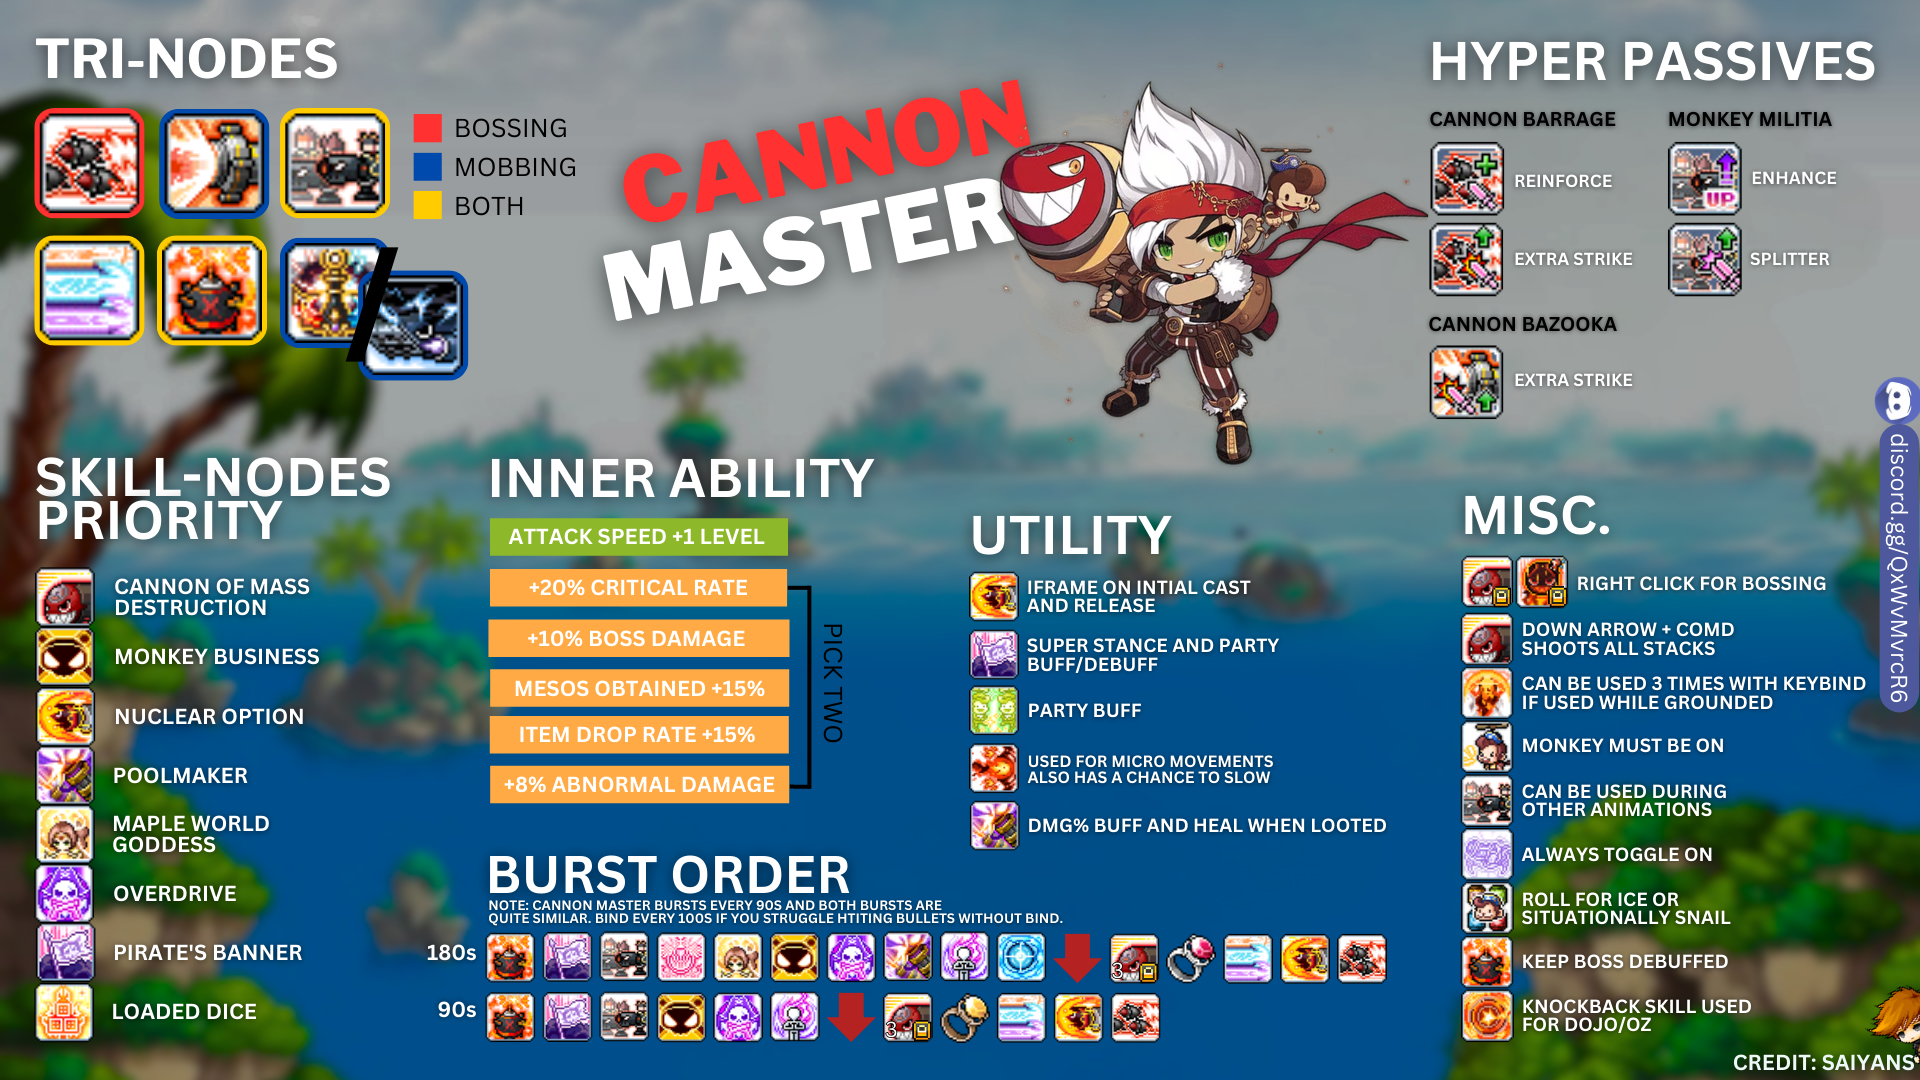 TRI-NODES
BOSSING
MOBBING
BOTH
CANNON
MASTER
HYPER PASSIVES
CANNON BARRAGE
REINFORCE
EXTRA STRIKE
MONKEY MILITIA
UP
ENHANCE
SPLITTER
CANNON BAZOOKA
EXTRA STRIKE
discord.gg/QxWvMvrcR6
SKILL-NODES
PRIORITY
CANNON OF MASS
DESTRUCTION
MONKEY BUSINESS
NUCLEAR OPTION
POOLMAKER
MAPLE WORLD
GODDESS
OVERDRIVE
PIRATE'S BANNER
LOADED DICE
INNER ABILITY
ATTACK SPEED +1 LEVEL
+20% CRITICAL RATE
+10% BOSS DAMAGE
MESOS OBTAINED +15%
ITEM DROP RATE +15%
+8% ABNORMAL DAMAGE
PICK TWO
UTILITY
IFRAME ON INTIAL CAST
AND RELEASE
SUPER STANCE AND PARTY
BUFF/DEBUFF
PARTY BUFF
USED FOR MICRO MOVEMENTS
ALSO HAS A CHANCE TO SLOW
DMG% BUFF AND HEAL WHEN LOOTED
MISC.
RIGHT CLICK FOR BOSSING
DOWN ARROW + COMD
SHOOTS ALL STACKS
CAN BE USED 3 TIMES WITH KEYBIND
IF USED WHILE GROUNDED
MONKEY MUST BE ON
CAN BE USED DURING
OTHER ANIMATIONS
ALWAYS TOGGLE ON
ROLL FOR ICE OR
SITUATIONALLY SNAIL
KEEP BOSS DEBUFFED
KNOCKBACK SKILL USED
FOR DOJO/OZ
BURST ORDER
NOTE: CANNON MASTER BURSTS EVERY 90S AND BOTH BURSTS ARE
QUITE SIMILAR. BIND EVERY 100S IF YOU STRUGGLE HTITING BULLETS WITHOUT BIND.
180s
3
90s
3
CREDIT: SAIYANS